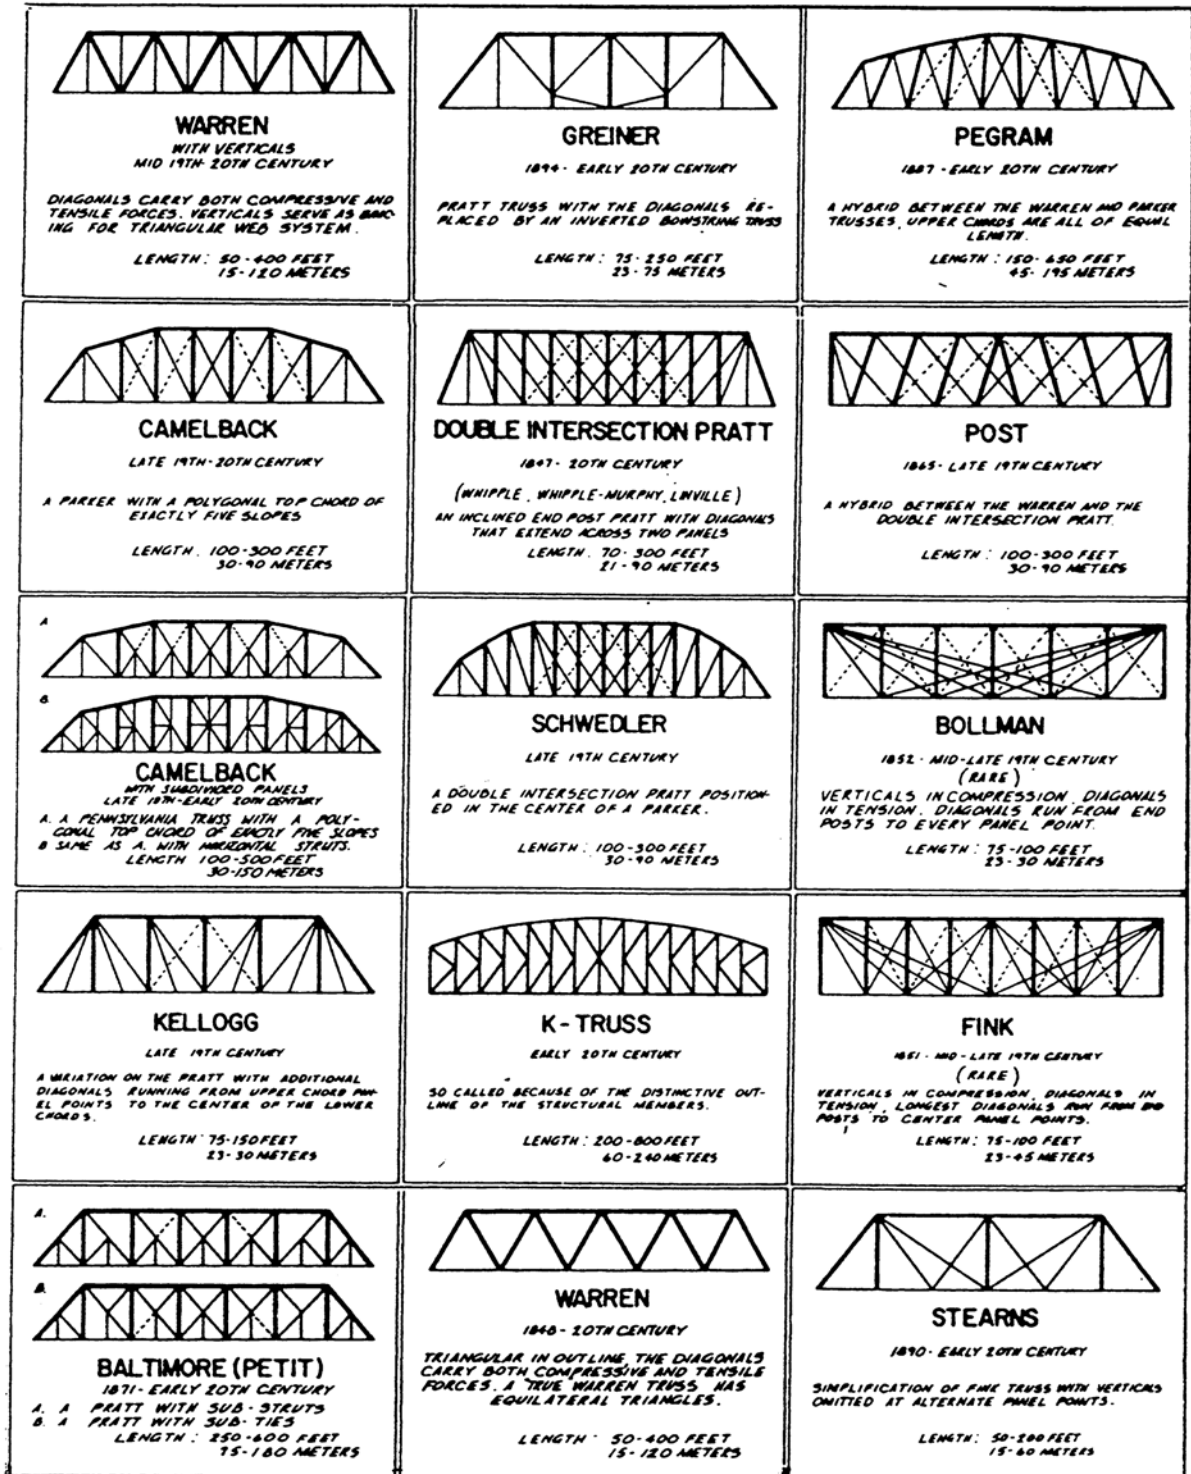 WARREN
WITH VERTICALS
MID 19TH-20TH CENTURY
DIAGONALS CARRY BOTH COMPRESSIVE AND
TENSILE FORCES. VERTICALS SERVE AS BRAC-
ING FOR TRIANGULAR WEB SYSTEM.
LENGTH: 50-400 FEET
15-120 METERS
GREINER
1894- EARLY 20TH CENTURY
PRATT TRUSS WITH THE DIAGONALS RE-
PLACED BY AN INVERTED BOWSTRING TRUSS
LENGTH: 75-250 FEET
23-75 METERS
PEGRAM
1887- EARLY 20TH CENTURY
A HYBRID BETWEEN THE WARREN AND PARKER
TRUSSES, UPPER CHORDS ARE ALL OF EQUAL
LENGTH.
LENGTH: 150-650 FEET
45-195 METERS
CAMELBACK
LATE 19TH-20TH CENTURY
A PARKER WITH A POLYGONAL TOP CHORD OF
EXACTLY FIVE SLOPES
LENGTH. 100-300 FEET
30-90 METERS
DOUBLE INTERSECTION PRATT
1847- 20TH CENTURY
(WHIPPLE, WHIPPLE-MURPHY, LINVILLE)
AN INCLINED END POST PRATT WITH DIAGONALS
THAT EXTEND ACROSS TWO PANELS
LENGTH: 70-300 FEET
21-90 METERS
POST
1865- LATE 19TH CENTURY
A HYBRID BETWEEN THE WARREN AND THE
DOUBLE INTERSECTION PRATT.
LENGTH: 100-300 FEET
30-90 METERS
A
B.
CAMELBACK
WITH SUBDIVIDED PANELS
LATE 19TH-EARLY 20TH CENTURY
A. A PENNSYLVANIA TRUSS WITH A POLY-
GONAL TOP CHORD OF EXACTLY FIVE SLOPES
B SAME AS A. WITH HORIZONTAL STRUTS.
LENGTH 100-500 FEET
30-150 METERS
SCHWEDLER
LATE 19TH CENTURY
A DOUBLE INTERSECTION PRATT POSITION-
ED IN THE CENTER OF A PARKER.
LENGTH: 100-300 FEET
30-90 METERS
BOLLMAN
1852- MID-LATE 19TH CENTURY
(RARE)
VERTICALS IN COMPRESSION, DIAGONALS
IN TENSION. DIAGONALS RUN FROM END
POSTS TO EVERY PANEL POINT.
LENGTH: 75-100 FEET
23-30 METERS
KELLOGG
LATE 19TH CENTURY
A VARIATION ON THE PRATT WITH ADDITIONAL
DIAGONALS RUNNING FROM UPPER CHORD PAN-
EL POINTS TO THE CENTER OF THE LOWER
CHORDS.
LENGTH 75-150 FEET
23-30 METERS
K-TRUSS
EARLY 20TH CENTURY
SO CALLED BECAUSE OF THE DISTINCTIVE OUT-
LINE OF THE STRUCTURAL MEMBERS.
LENGTH: 200-800 FEET
60-240 METERS
FINK
1851- MID-LATE 19TH CENTURY
(RARE)
VERTICALS IN COMPRESSION, DIAGONALS IN
TENSION, LONGEST DIAGONALS RUN FROM END
POSTS TO CENTER PANEL POINTS.
LENGTH: 75-100 FEET
23-45 METERS
A.
B.
BALTIMORE (PETIT)
1871- EARLY 20TH CENTURY
A. A PRATT WITH SUB-STRUTS
B. A PRATT WITH SUB-TIES
LENGTH: 250-600 FEET
75-180 METERS
WARREN
1848- 20TH CENTURY
TRIANGULAR IN OUTLINE, THE DIAGONALS
CARRY BOTH COMPRESSIVE AND TENSILE
FORCES. A TRUE WARREN TRUSS HAS
EQUILATERAL TRIANGLES.
LENGTH 50-400 FEET
15-120 METERS
STEARNS
1890- EARLY 20TH CENTURY
SIMPLIFICATION OF FINK TRUSS WITH VERTICALS
OMITTED AT ALTERNATE PANEL POINTS.
LENGTH: 50-200 FEET
15-60 METERS